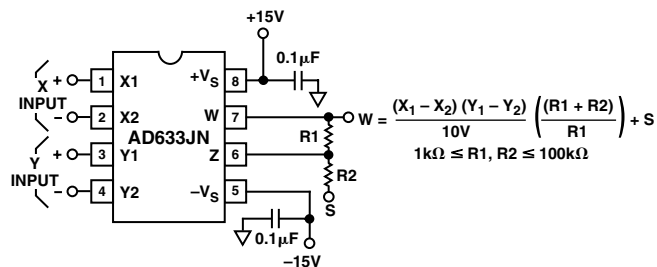 +15V
0.1µF
X INPUT + 1 X1 +VS 8
– 2 X2 W 7
AD633JN
Y INPUT + 3 Y1 Z 6
– 4 Y2 –VS 5
R1
R2
S
0.1µF
–15V
W = (X1 – X2) (Y1 – Y2) / 10V ((R1 + R2) / R1) + S
1kΩ ≤ R1, R2 ≤ 100kΩ